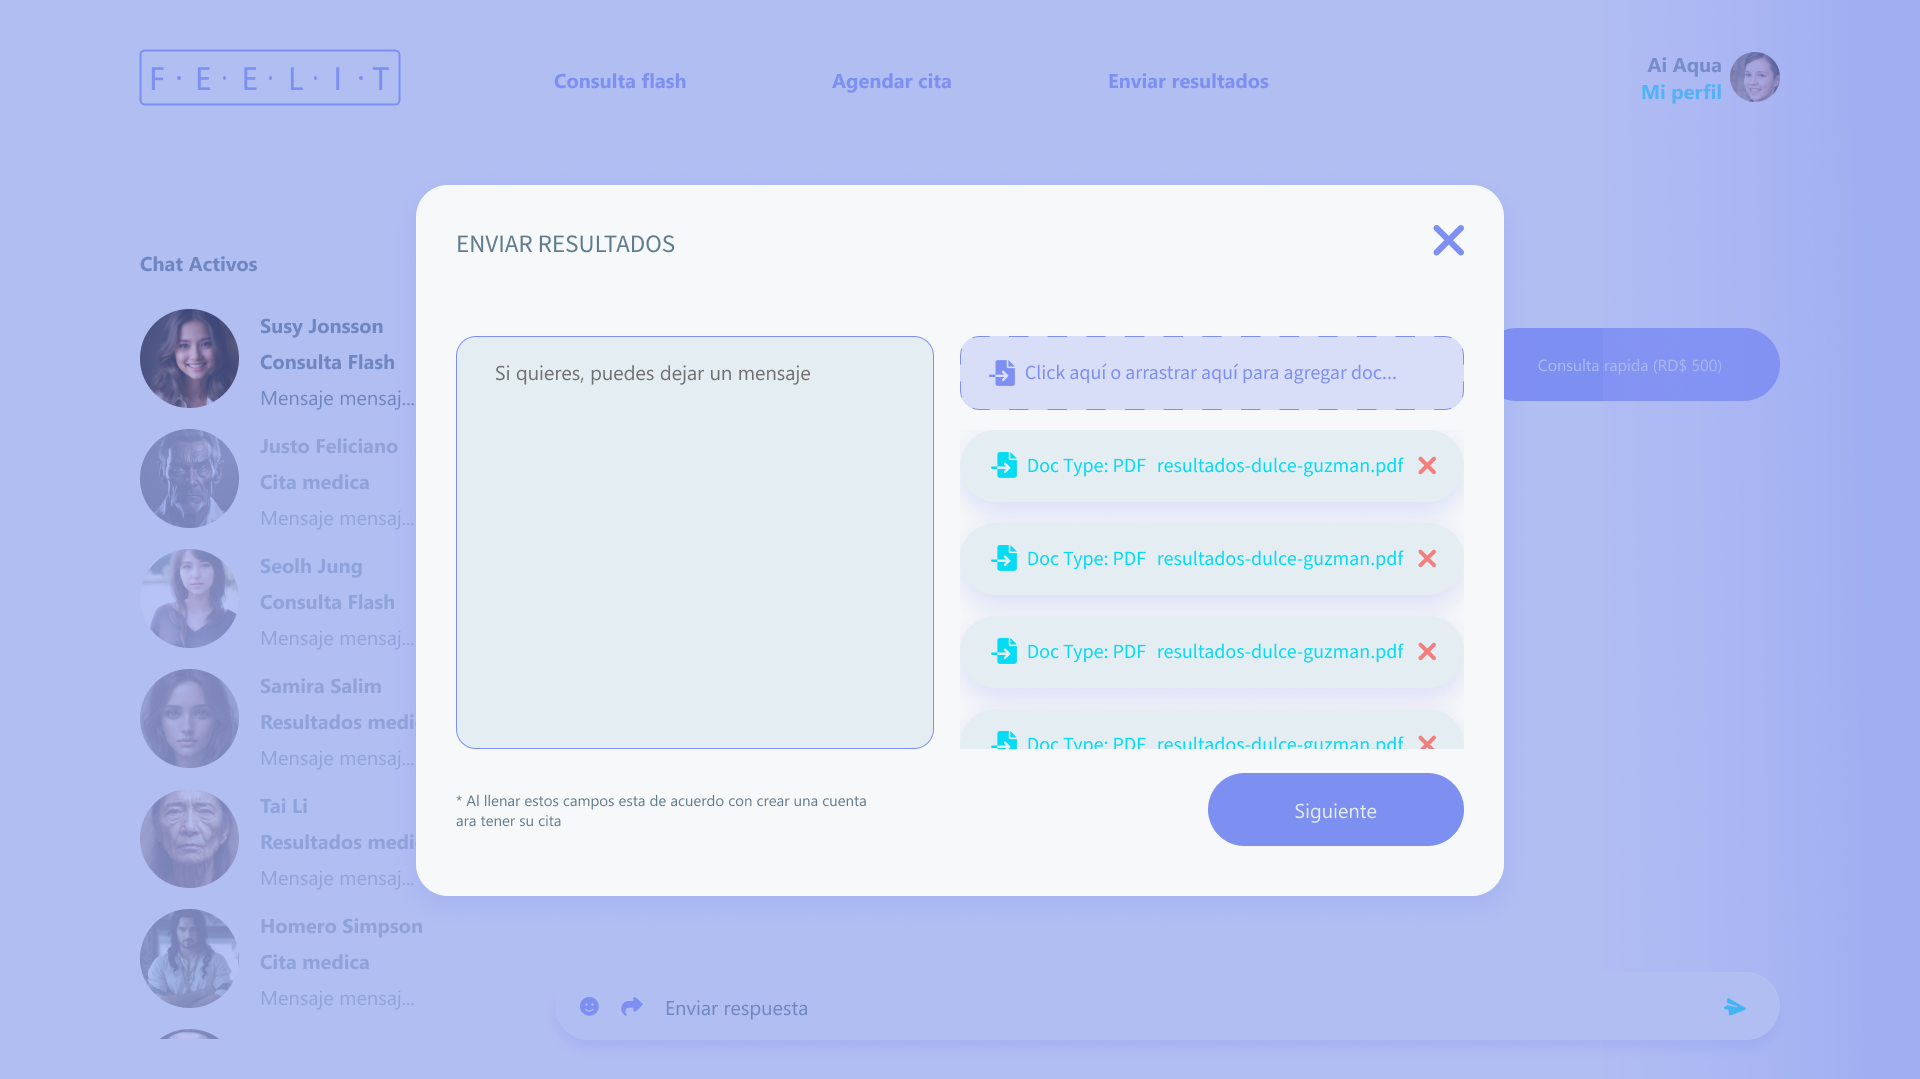 F·E·E·L·I·T
Consulta flash
Agendar cita
Enviar resultados
Ai Aqua
Mi perfil
Chat Activos
Susy Jonsson
Consulta Flash
Mensaje mensaj...
Justo Feliciano
Cita medica
Mensaje mensaj...
Seolh Jung
Consulta Flash
Mensaje mensaj...
Samira Salim
Resultados medi
Mensaje mensaj...
Tai Li
Resultados medi
Mensaje mensaj...
Homero Simpson
Cita medica
Mensaje mensaj...
ENVIAR RESULTADOS
Si quieres, puedes dejar un mensaje
Click aquí o arrastrar aquí para agregar doc...
Doc Type: PDF resultados-dulce-guzman.pdf
Doc Type: PDF resultados-dulce-guzman.pdf
Doc Type: PDF resultados-dulce-guzman.pdf
Doc Type: PDF resultados-dulce-guzman.pdf
* Al llenar estos campos esta de acuerdo con crear una cuenta
ara tener su cita
Siguiente
Consulta rapida (RD$ 500)
Enviar respuesta